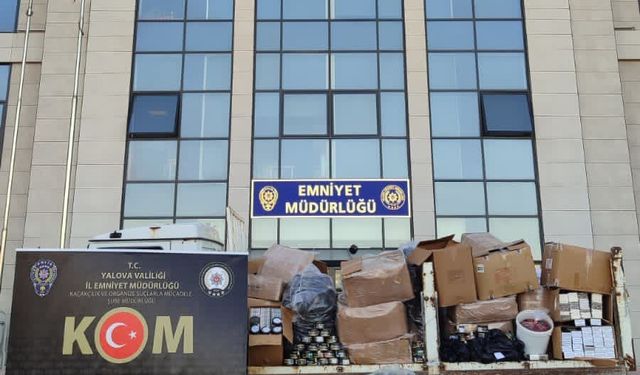 EMNİYET
MÜDÜRLÜĞÜ
T.C.
YALOVA VALİLİĞİ
İL EMNİYET MÜDÜRLÜĞÜ
KAÇAKÇILIK VE ORGANİZE SUÇLARLA MÜCADELE
ŞUBE MÜDÜRLÜĞÜ
KOM